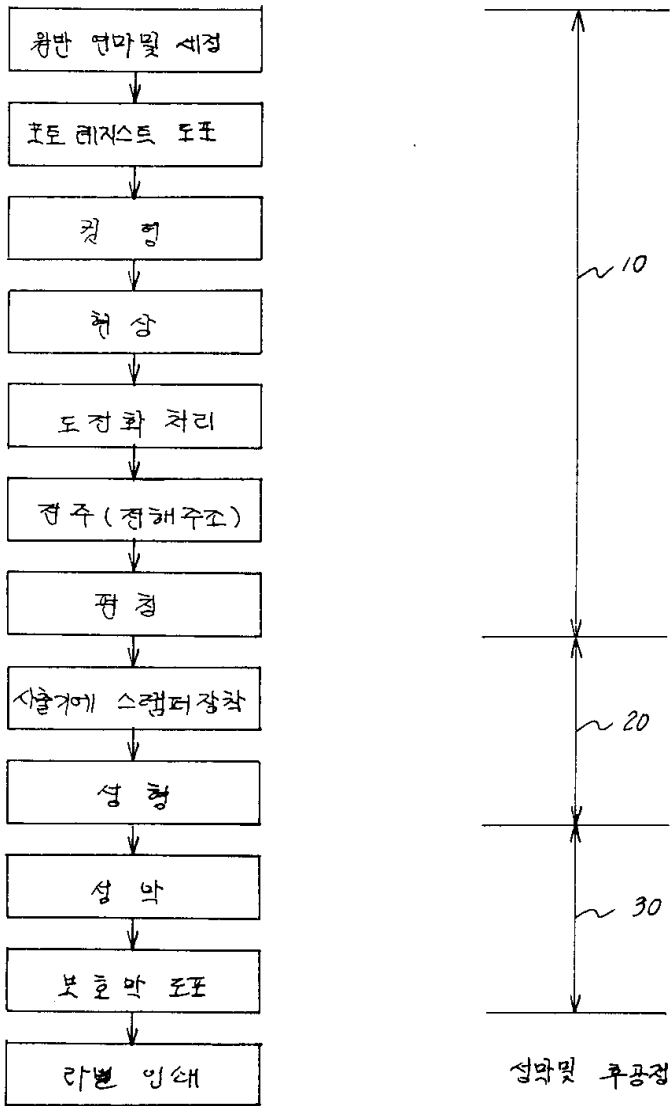 원반 연마및 세정
포토 레지스트 도포
컷 형
현 상
도전화 처리
전주 (전해주조)
펀 칭
사출기에 스탬퍼 장착
성 형
성 막
보호막 도포
라벨 인쇄
10
20
30
성막및 후공정